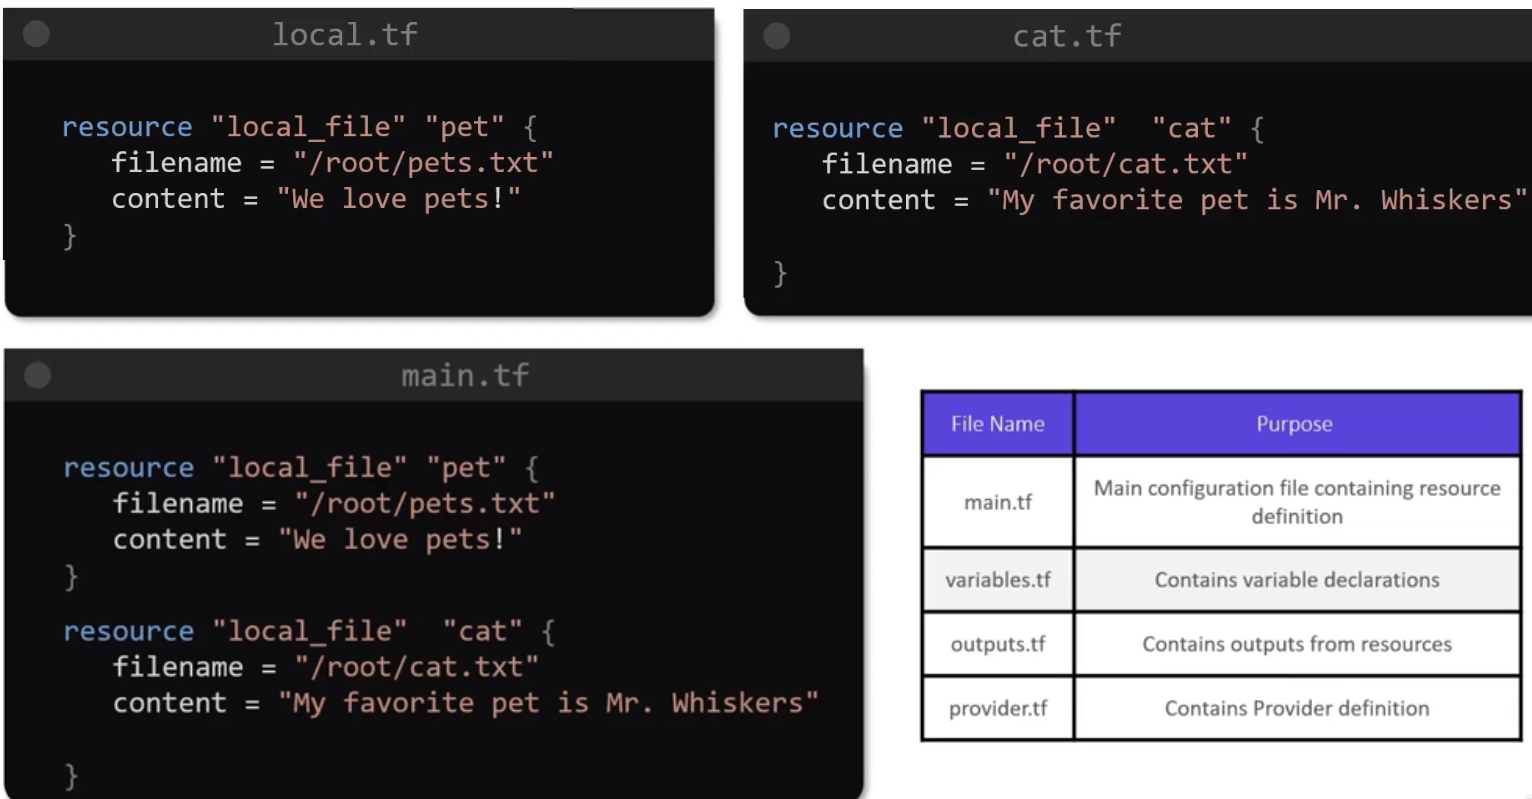 local.tf
resource "local_file" "pet" {
filename = "/root/pets.txt"
content = "We love pets!"
}
cat.tf
resource "local_file" "cat" {
filename = "/root/cat.txt"
content = "My favorite pet is Mr. Whiskers"
}
main.tf
resource "local_file" "pet" {
filename = "/root/pets.txt"
content = "We love pets!"
}
resource "local_file" "cat" {
filename = "/root/cat.txt"
content = "My favorite pet is Mr. Whiskers"
}
File Name Purpose
main.tf Main configuration file containing resource
definition
variables.tf Contains variable declarations
outputs.tf Contains outputs from resources
provider.tf Contains Provider definition